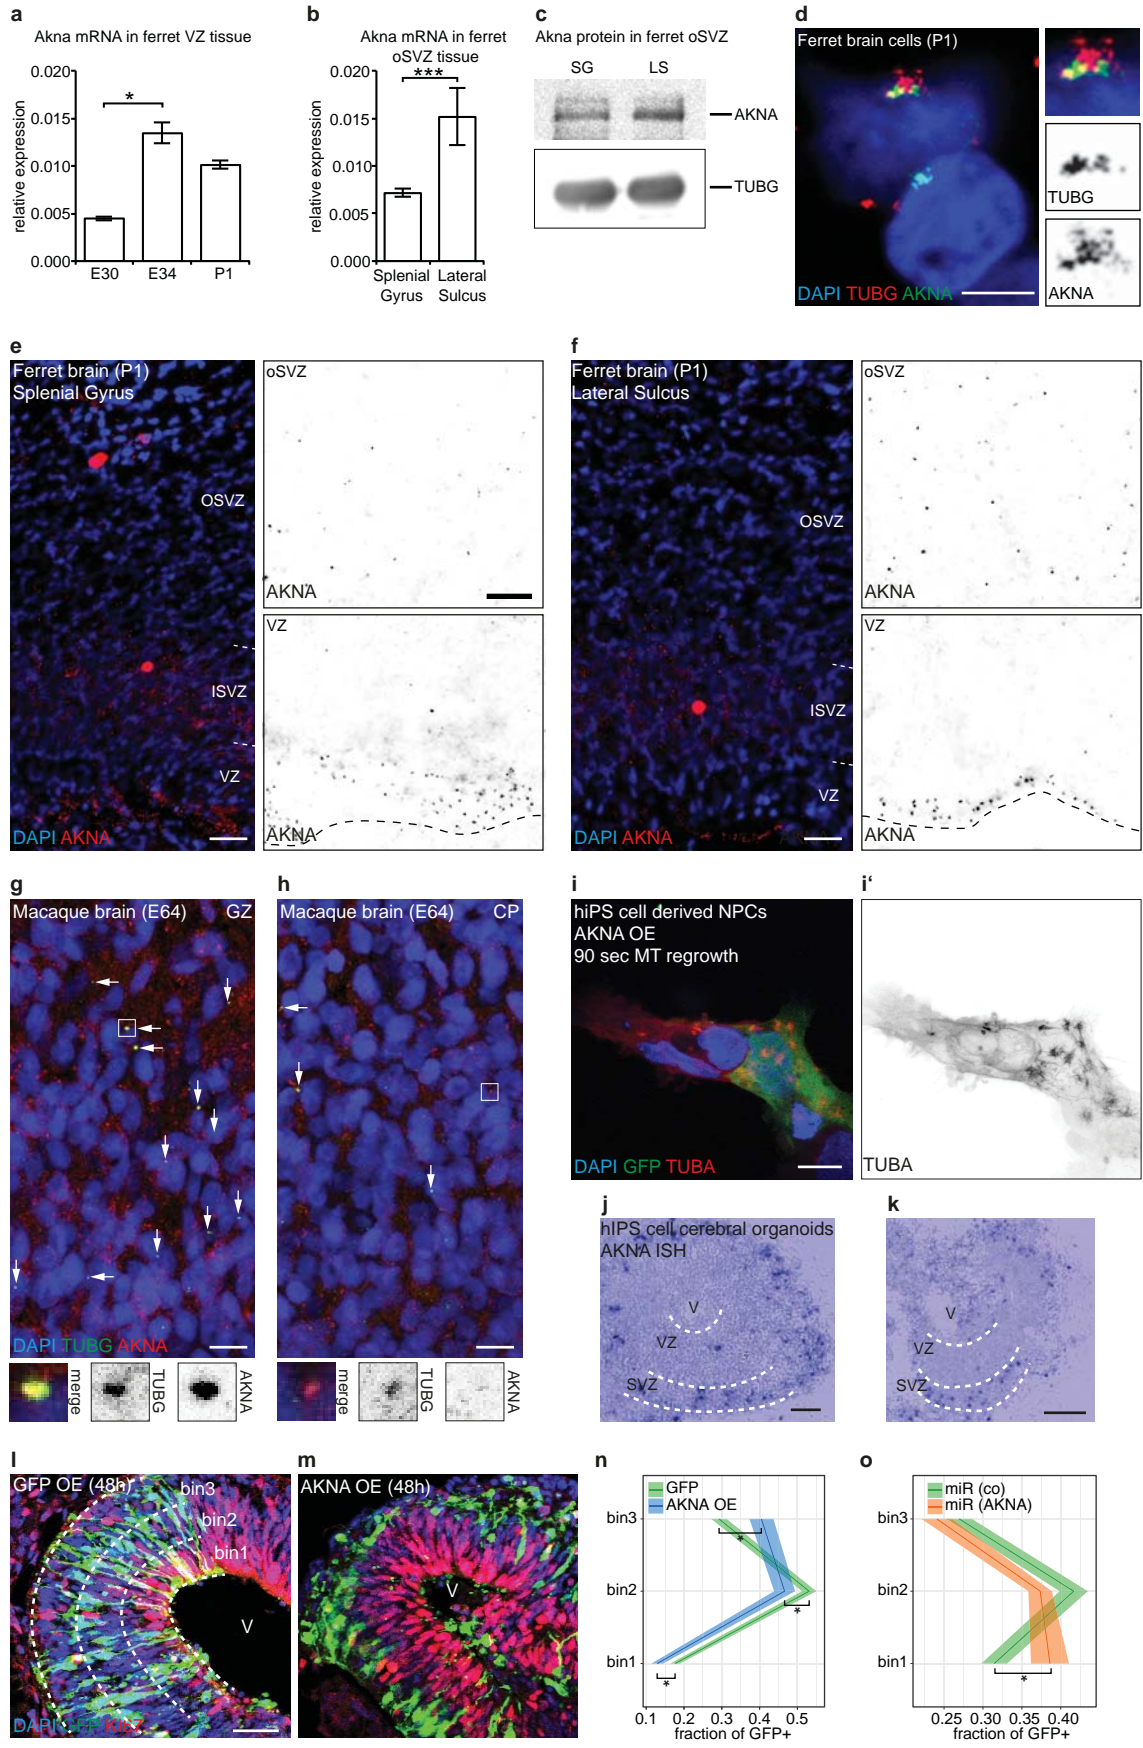 a
Akna mRNA in ferret VZ tissue
relative expression
0.020
0.015
0.010
0.005
0.000
*
E30
E34
P1
b
Akna mRNA in ferret
oSVZ tissue
relative expression
0.020
0.015
0.010
0.005
0.000
***
Splenial
Gyrus
Lateral
Sulcus
c
Akna protein in ferret oSVZ
SG
LS
AKNA
TUBG
d
Ferret brain cells (P1)
DAPI TUBG AKNA
TUBG
AKNA
e
Ferret brain (P1)
Splenial Gyrus
OSVZ
ISVZ
VZ
DAPI AKNA
oSVZ
AKNA
VZ
AKNA
f
Ferret brain (P1)
Lateral Sulcus
OSVZ
ISVZ
VZ
DAPI AKNA
oSVZ
AKNA
VZ
AKNA
g
Macaque brain (E64) GZ
DAPI TUBG AKNA
merge
TUBG
AKNA
h
Macaque brain (E64) CP
merge
TUBG
AKNA
i
hiPS cell derived NPCs
AKNA OE
90 sec MT regrowth
DAPI GFP TUBA
i‘
TUBA
j
hIPS cell cerebral organoids
AKNA ISH
V
VZ
SVZ
k
V
VZ
SVZ
l
GFP OE (48h)
bin3
bin2
bin1
V
DAPI GFP KI67
m
AKNA OE (48h)
V
n
GFP
AKNA OE
bin3
bin2
bin1
*
*
*
0.1 0.2 0.3 0.4 0.5
fraction of GFP+
o
miR (co)
miR (AKNA)
bin3
bin2
bin1
*
0.25 0.30 0.35 0.40
fraction of GFP+